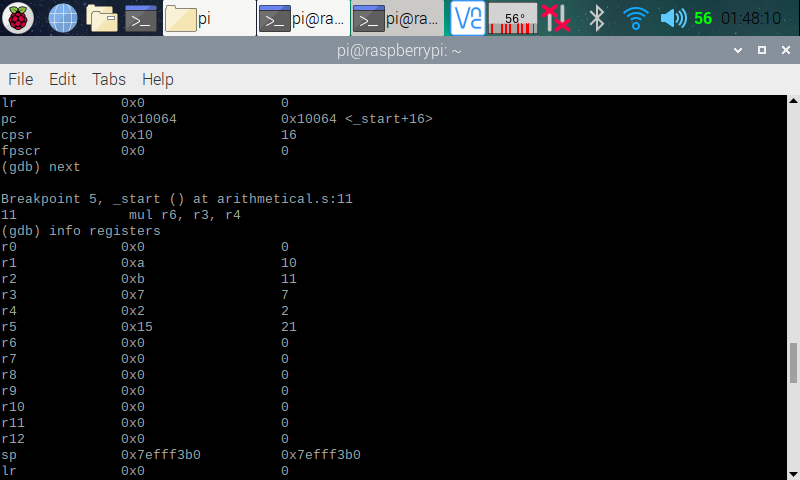 pi
pi@ra...
pi@ra...
56°
56
01:48:10
pi@raspberrypi: ~
File Edit Tabs Help
lr 0x0 0
pc 0x10064 0x10064 <_start+16>
cpsr 0x10 16
fpscr 0x0 0
(gdb) next
Breakpoint 5, _start () at arithmetical.s:11
11 mul r6, r3, r4
(gdb) info registers
r0 0x0 0
r1 0xa 10
r2 0xb 11
r3 0x7 7
r4 0x2 2
r5 0x15 21
r6 0x0 0
r7 0x0 0
r8 0x0 0
r9 0x0 0
r10 0x0 0
r11 0x0 0
r12 0x0 0
sp 0x7efff3b0 0x7efff3b0
lr 0x0 0